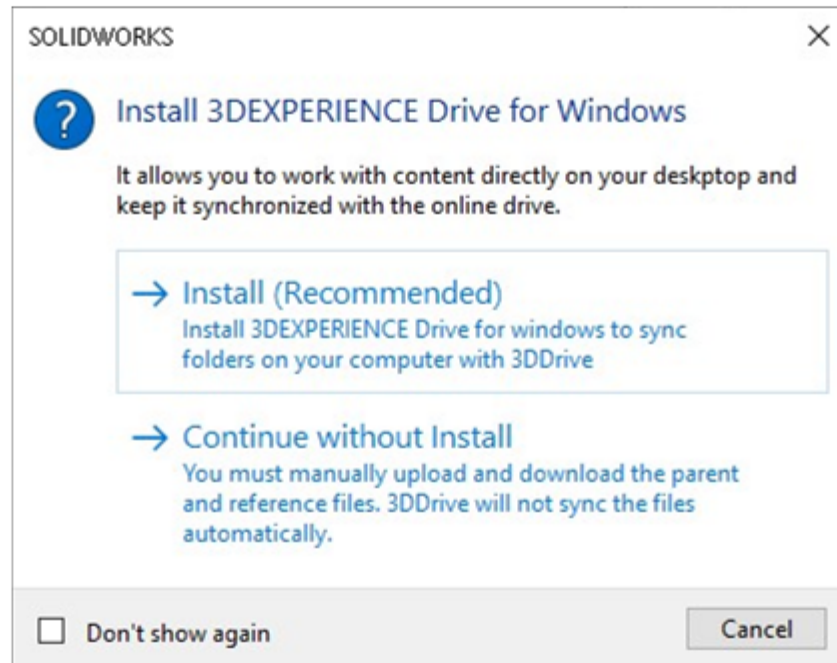 SOLIDWORKS
Install 3DEXPERIENCE Drive for Windows
It allows you to work with content directly on your deskptop and
keep it synchronized with the online drive.
Install (Recommended)
Install 3DEXPERIENCE Drive for windows to sync
folders on your computer with 3DDrive
Continue without Install
You must manually upload and download the parent
and reference files. 3DDrive will not sync the files
automatically.
Don't show again
Cancel